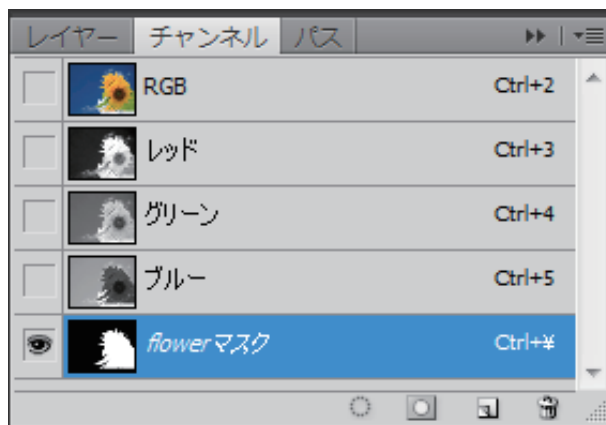 レイヤー チャンネル パス
RGB Ctrl+2
レッド Ctrl+3
グリーン Ctrl+4
ブルー Ctrl+5
flowerマスク Ctrl+¥